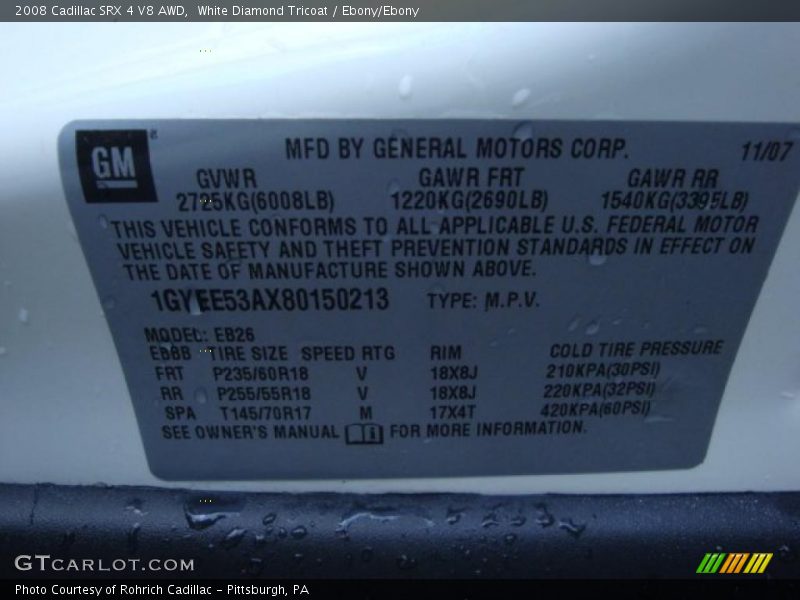 2008 Cadillac SRX 4 V8 AWD,  White Diamond Tricoat / Ebony/Ebony
GM® MFD BY GENERAL MOTORS CORP. 11/07
GVWR GAWR FRT GAWR RR
2725KG(6008LB) 1220KG(2690LB) 1540KG(3395LB)
THIS VEHICLE CONFORMS TO ALL APPLICABLE U.S. FEDERAL MOTOR
VEHICLE SAFETY AND THEFT PREVENTION STANDARDS IN EFFECT ON
THE DATE OF MANUFACTURE SHOWN ABOVE.
1GYEE53AX80150213 TYPE: M.P.V.
MODEL: EB26
EBBB TIRE SIZE SPEED RTG RIM COLD TIRE PRESSURE
FRT P235/60R18 V 18X8J 210KPA(30PSI)
RR P255/55R18 V 18X8J 220KPA(32PSI)
SPA T145/70R17 M 17X4T 420KPA(60PSI)
SEE OWNER'S MANUAL FOR MORE INFORMATION.
GTCARLOT.COM
Photo Courtesy of Rohrich Cadillac - Pittsburgh, PA